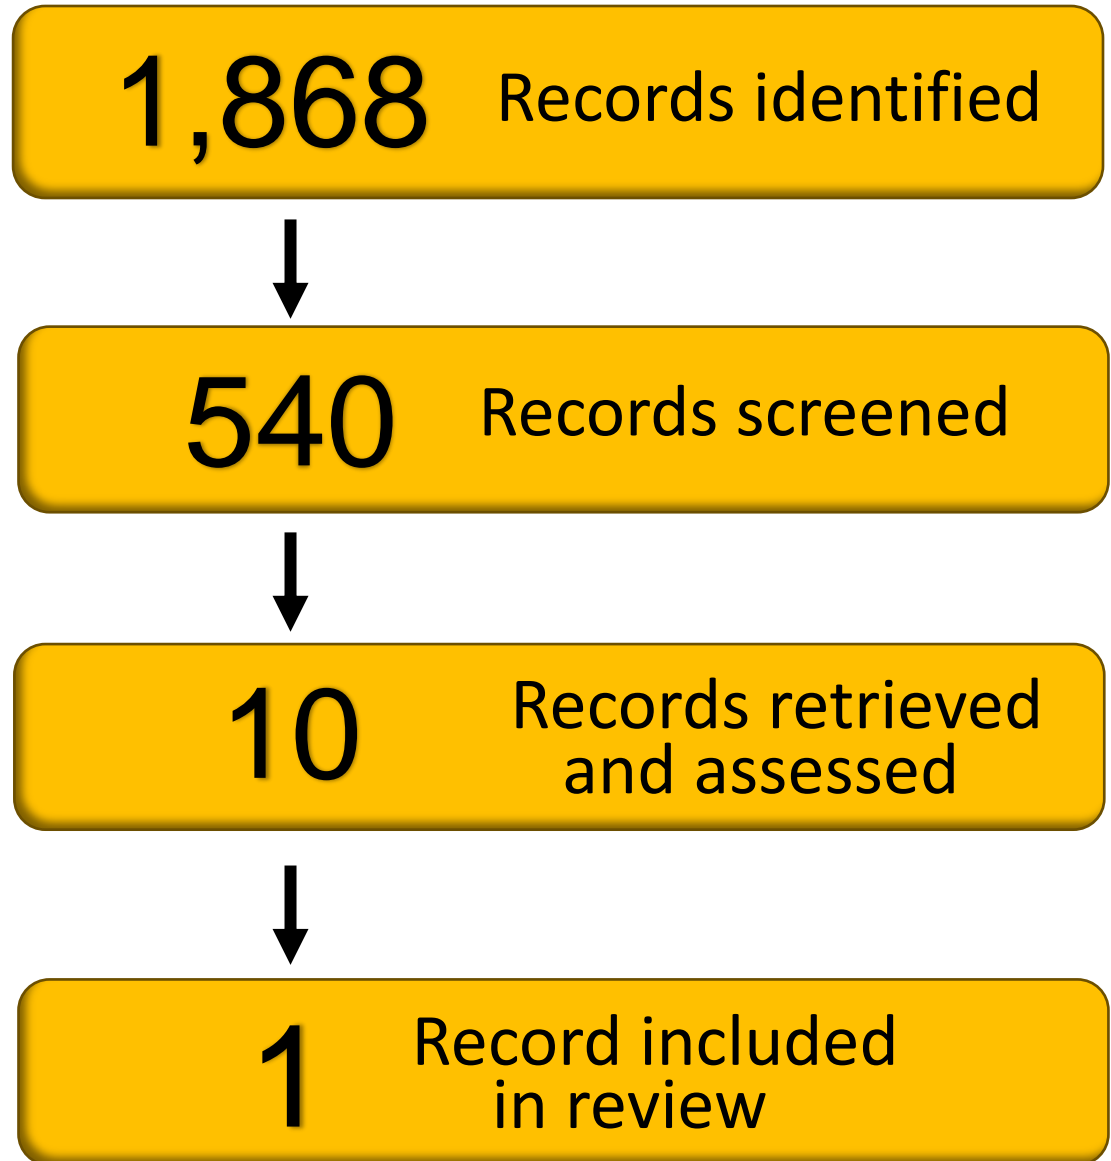 1,868 Records identified
540 Records screened
10 Records retrieved
and assessed
1 Record included
in review